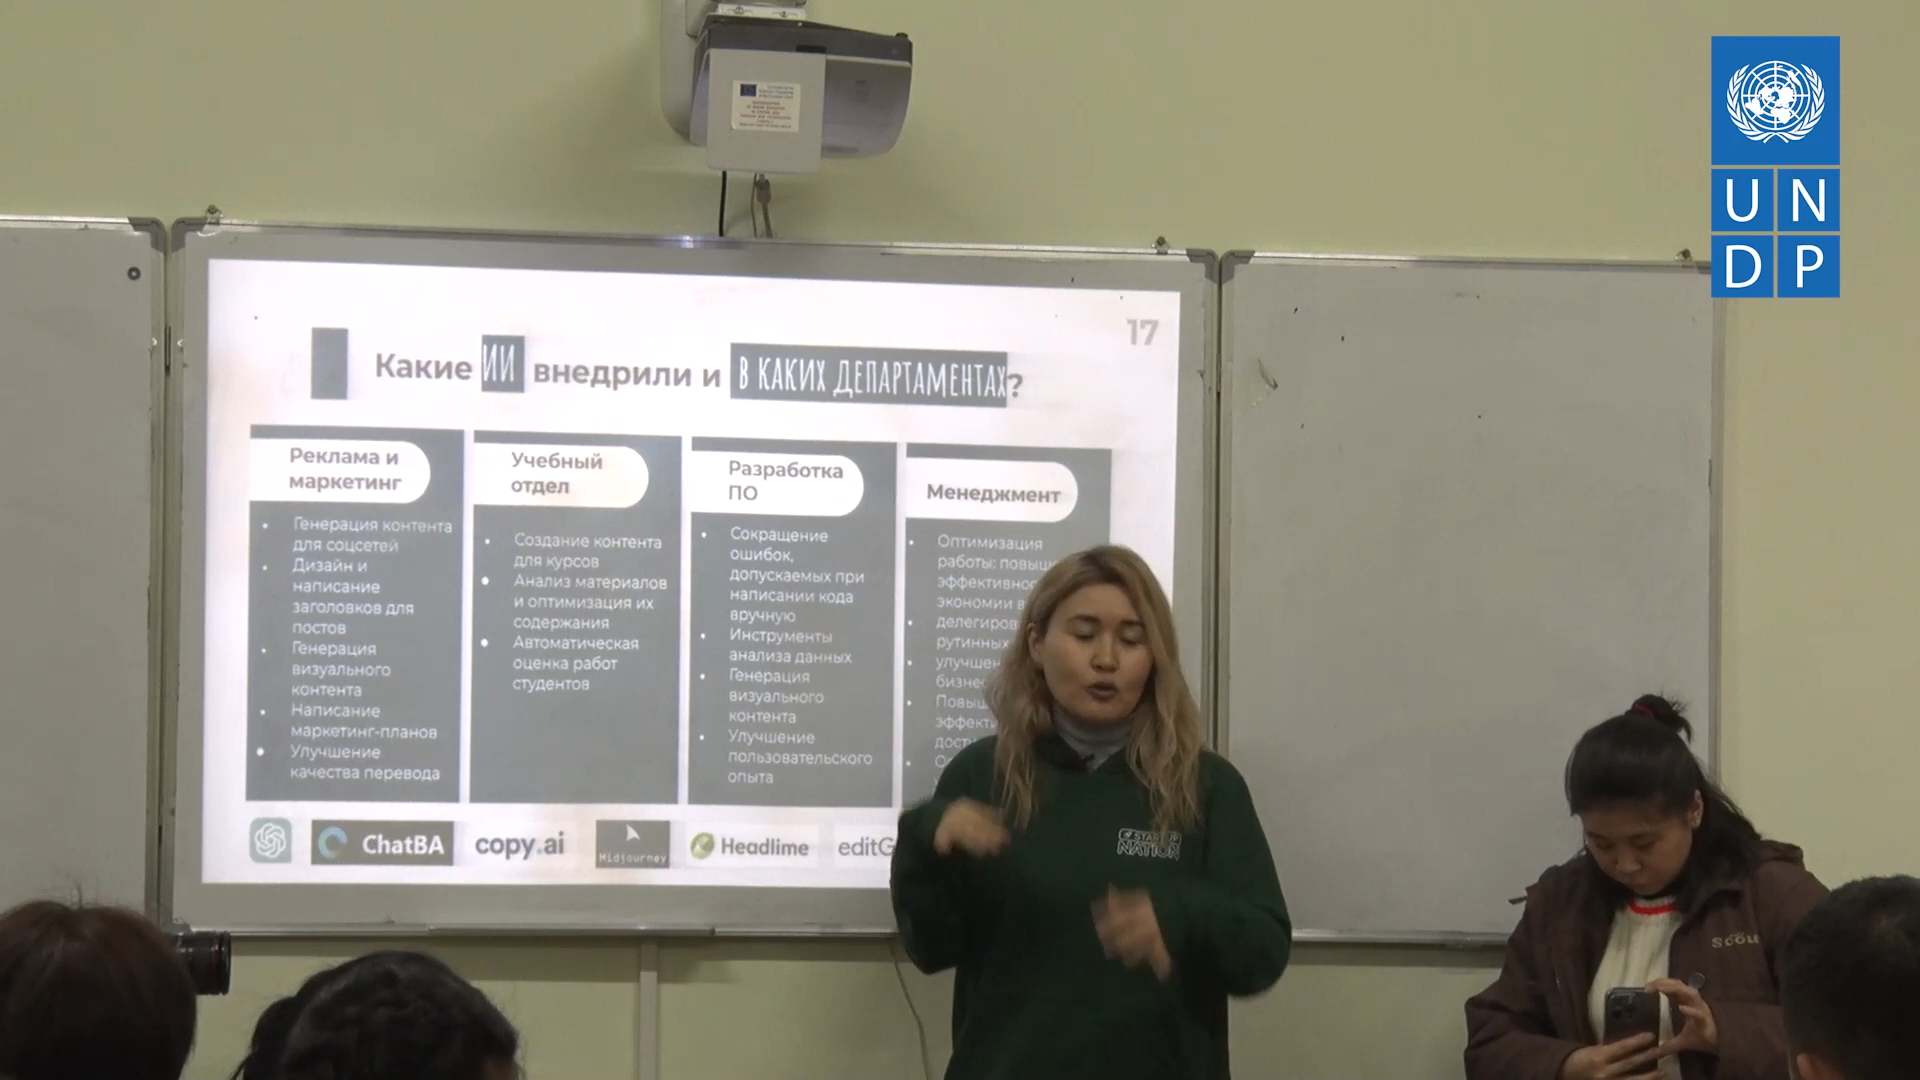 UN
DP
17
Какие ИИ внедрили и В КАКИХ ДЕПАРТАМЕНТАХ?
Реклама и
маркетинг
Генерация контента
для соцсетей
Дизайн и
написание
заголовков для
постов
Генерация
визуального
контента
Написание
маркетинг-планов
Улучшение
качества перевода
Учебный
отдел
Создание контента
для курсов
Анализ материалов
и оптимизация их
содержания
Автоматическая
оценка работ
студентов
Разработка
ПО
Сокращение
ошибок,
допускаемых при
написании кода
вручную
Инструменты
анализа данных
Генерация
визуального
контента
Улучшение
пользовательского
опыта
Менеджмент
Оптимизация
работы:
рутинных
ChatBA
copy.ai
Midjourney
Headlime
editG
STARTUP
NATION
Scou